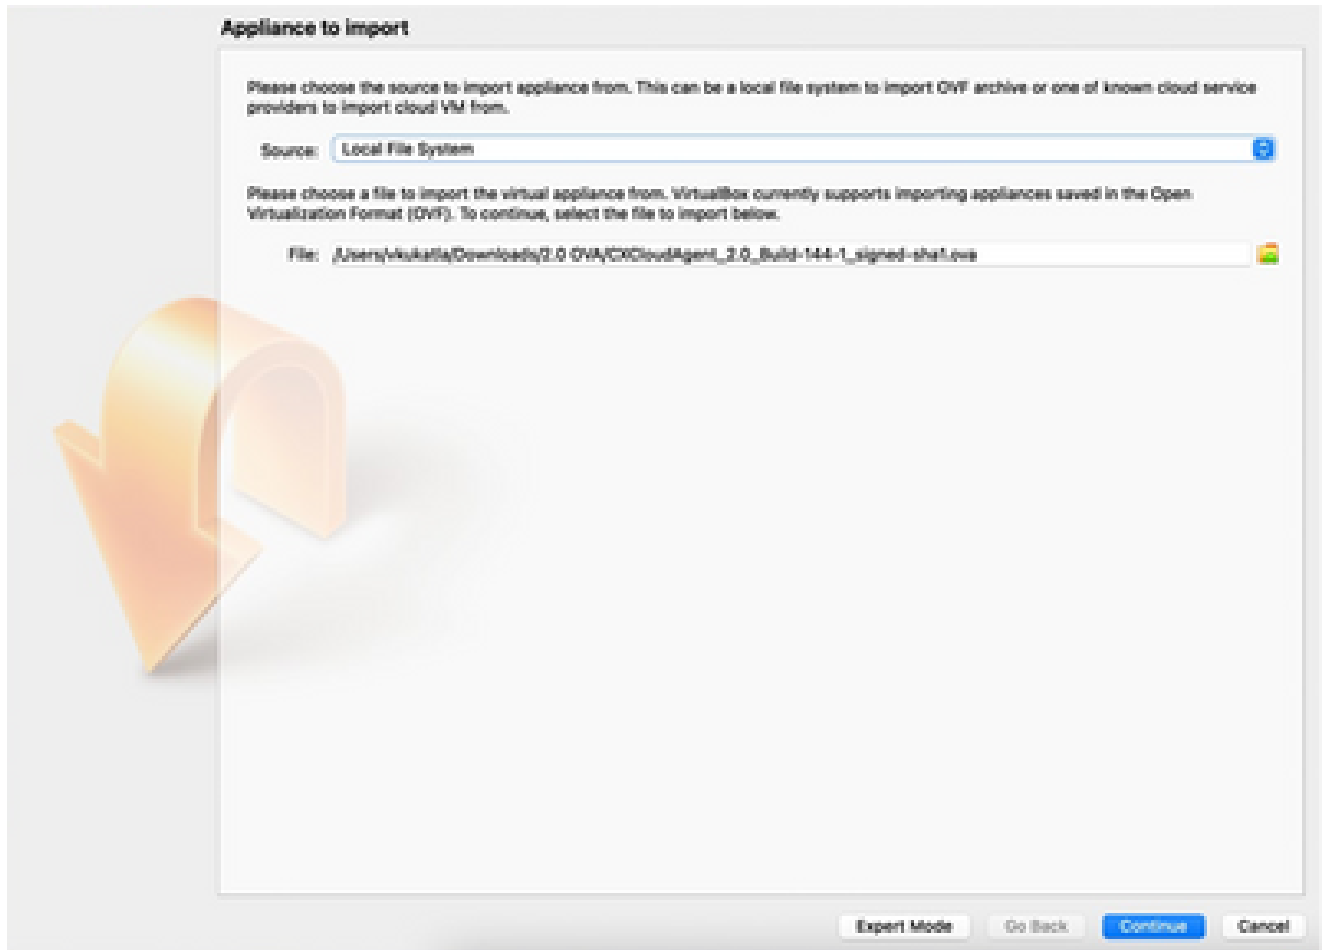 Appliance to import
Please choose the source to import appliance from. This can be a local file system to import OVF archive or one of known cloud service
providers to import cloud VM from.
Source: Local File System
Please choose a file to import the virtual appliance from. VirtualBox currently supports importing appliances saved in the Open
Virtualization Format (OVF). To continue, select the file to import below.
File: /Users/vkukatla/Downloads/2.0 OVA/CXCloudAgent_2.0_Build-144-1_signed-sha1.ova
Expert Mode Go Back Continue Cancel